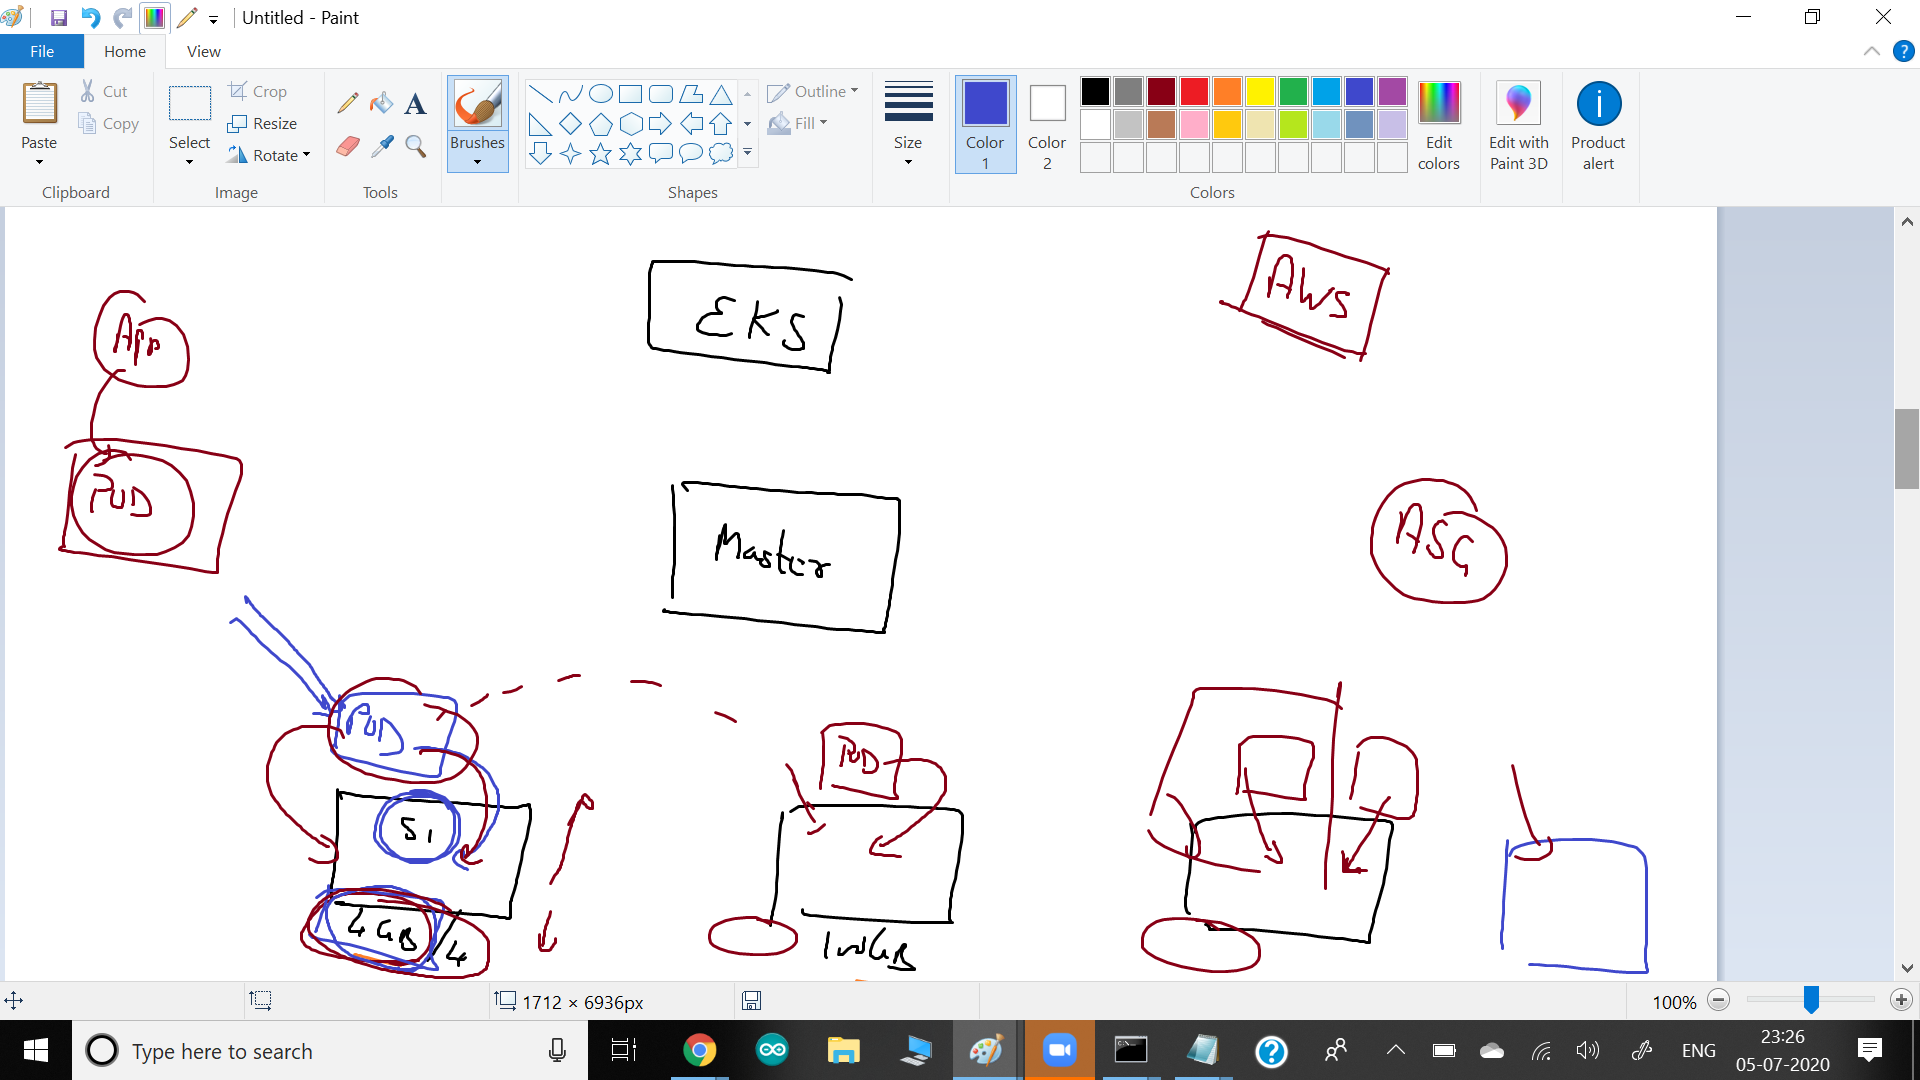 Untitled - Paint
File
Home
View
Paste
Cut
Copy
Clipboard
Select
Crop
Resize
Rotate
Image
Tools
Brushes
Shapes
Outline
Fill
Size
Color
1
Color
2
Edit
colors
Colors
Edit with
Paint 3D
Product
alert
EKS
AWS
App
POD
Master
ASG
POD
POD
S1
4GB/4
1712 × 6936px
100%
Type here to search
ENG
23:26
05-07-2020